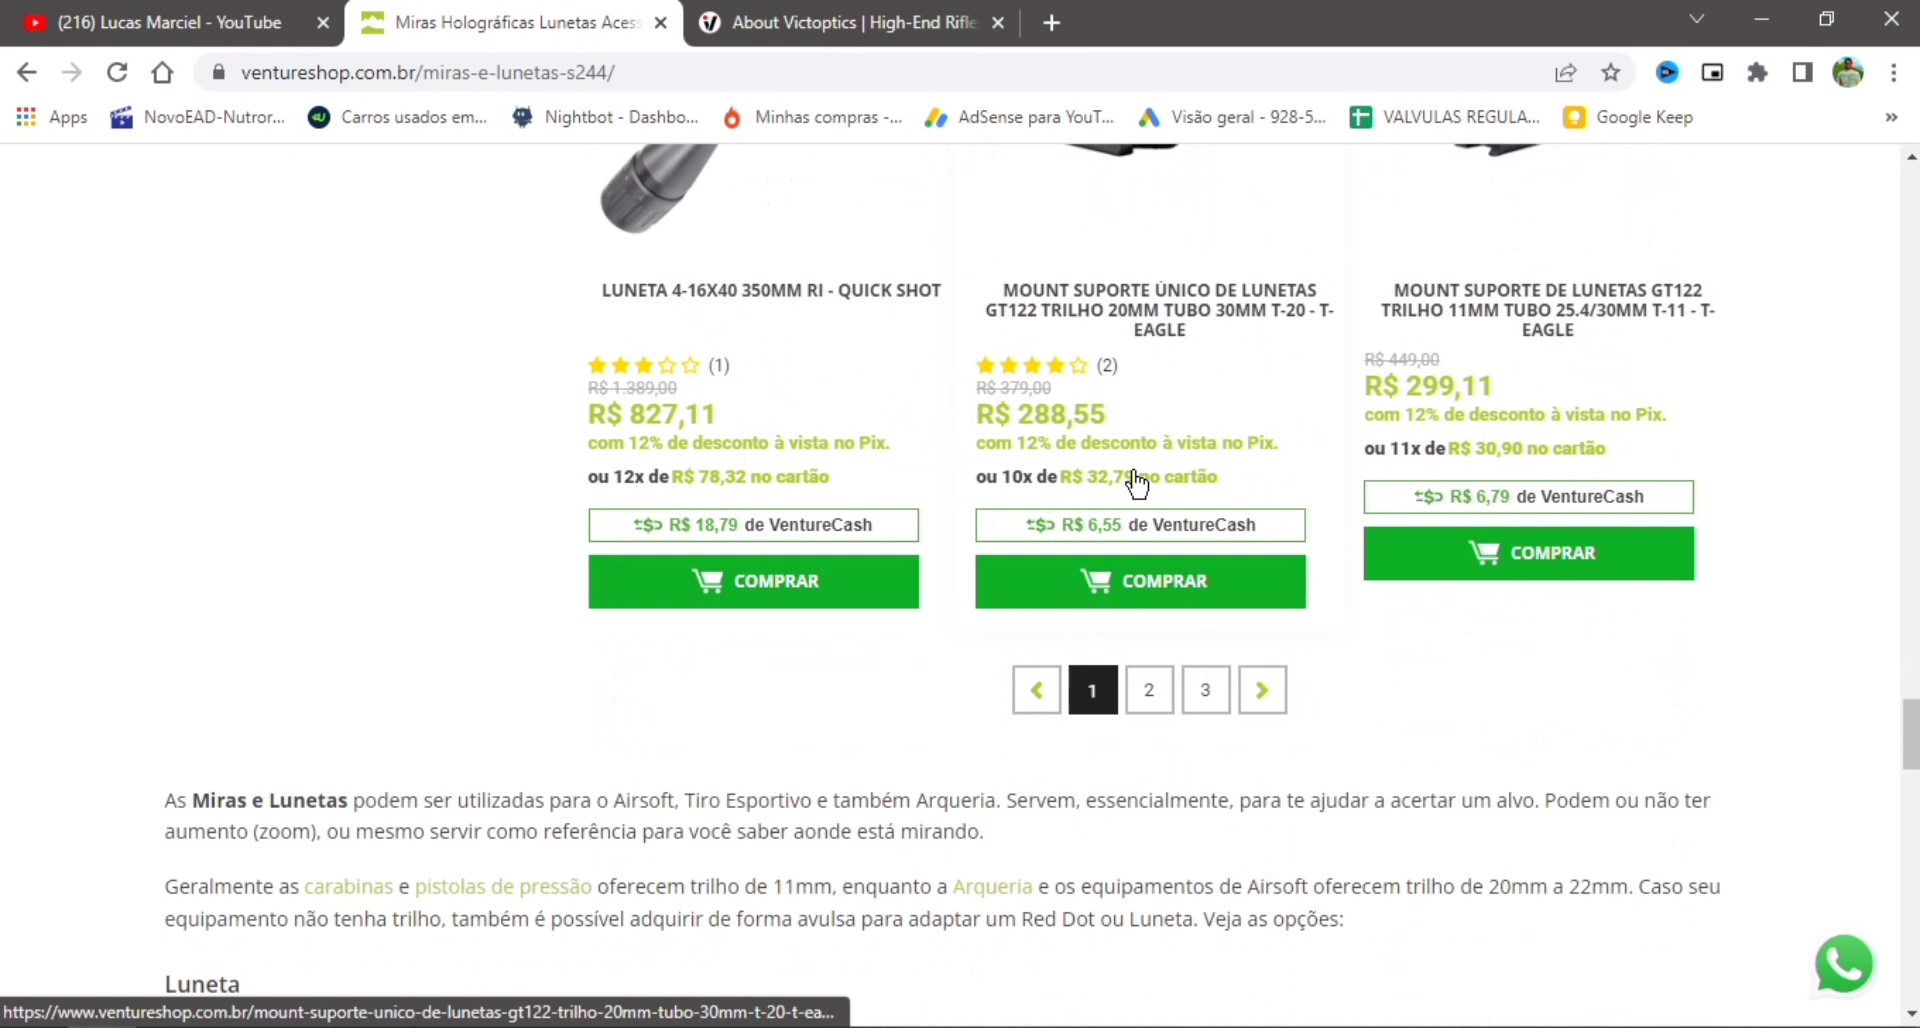 (216) Lucas Marciel - YouTube
Miras Holográficas Lunetas Aces
About Victoptics | High-End Rifle
ventureshop.com.br/miras-e-lunetas-s244/
Apps
NovoEAD-Nutror...
Carros usados em...
Nightbot - Dashbo...
Minhas compras -...
AdSense para YouT...
Visão geral - 928-5...
VALVULAS REGULA...
Google Keep
»
LUNETA 4-16X40 350MM RI - QUICK SHOT
(1)
R$ 1.389,00
R$ 827,11
com 12% de desconto à vista no Pix.
ou 12x de R$ 78,32 no cartão
R$ 18,79 de VentureCash
COMPRAR
MOUNT SUPORTE ÚNICO DE LUNETAS
GT122 TRILHO 20MM TUBO 30MM T-20 - T-
EAGLE
(2)
R$ 379,00
R$ 288,55
com 12% de desconto à vista no Pix.
ou 10x de R$ 32,79 no cartão
R$ 6,55 de VentureCash
COMPRAR
MOUNT SUPORTE DE LUNETAS GT122
TRILHO 11MM TUBO 25.4/30MM T-11 - T-
EAGLE
R$ 449,00
R$ 299,11
com 12% de desconto à vista no Pix.
ou 11x de R$ 30,90 no cartão
R$ 6,79 de VentureCash
COMPRAR
1 2 3
As Miras e Lunetas podem ser utilizadas para o Airsoft, Tiro Esportivo e também Arqueria. Servem, essencialmente, para te ajudar a acertar um alvo. Podem ou não ter
aumento (zoom), ou mesmo servir como referência para você saber aonde está mirando.
Geralmente as carabinas e pistolas de pressão oferecem trilho de 11mm, enquanto a Arqueria e os equipamentos de Airsoft oferecem trilho de 20mm a 22mm. Caso seu
equipamento não tenha trilho, também é possível adquirir de forma avulsa para adaptar um Red Dot ou Luneta. Veja as opções:
Luneta
https://www.ventureshop.com.br/mount-suporte-unico-de-lunetas-gt122-trilho-20mm-tubo-30mm-t-20-t-ea...